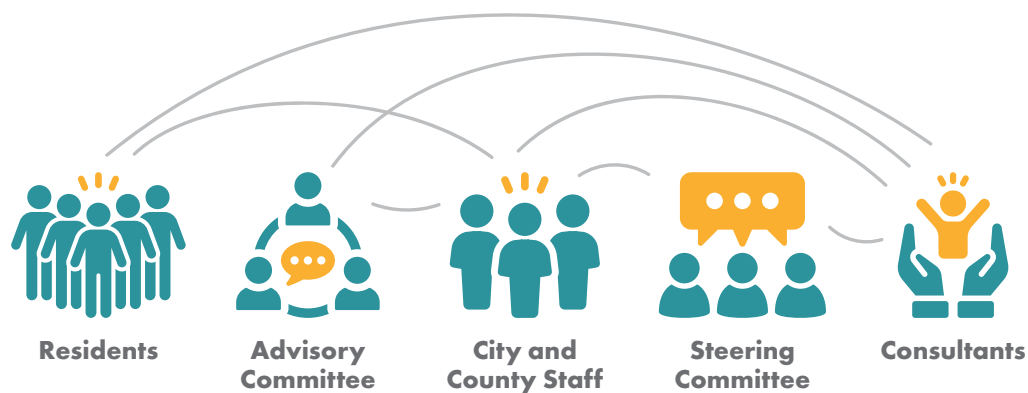 Residents
Advisory
Committee
City and
County Staff
Steering
Committee
Consultants